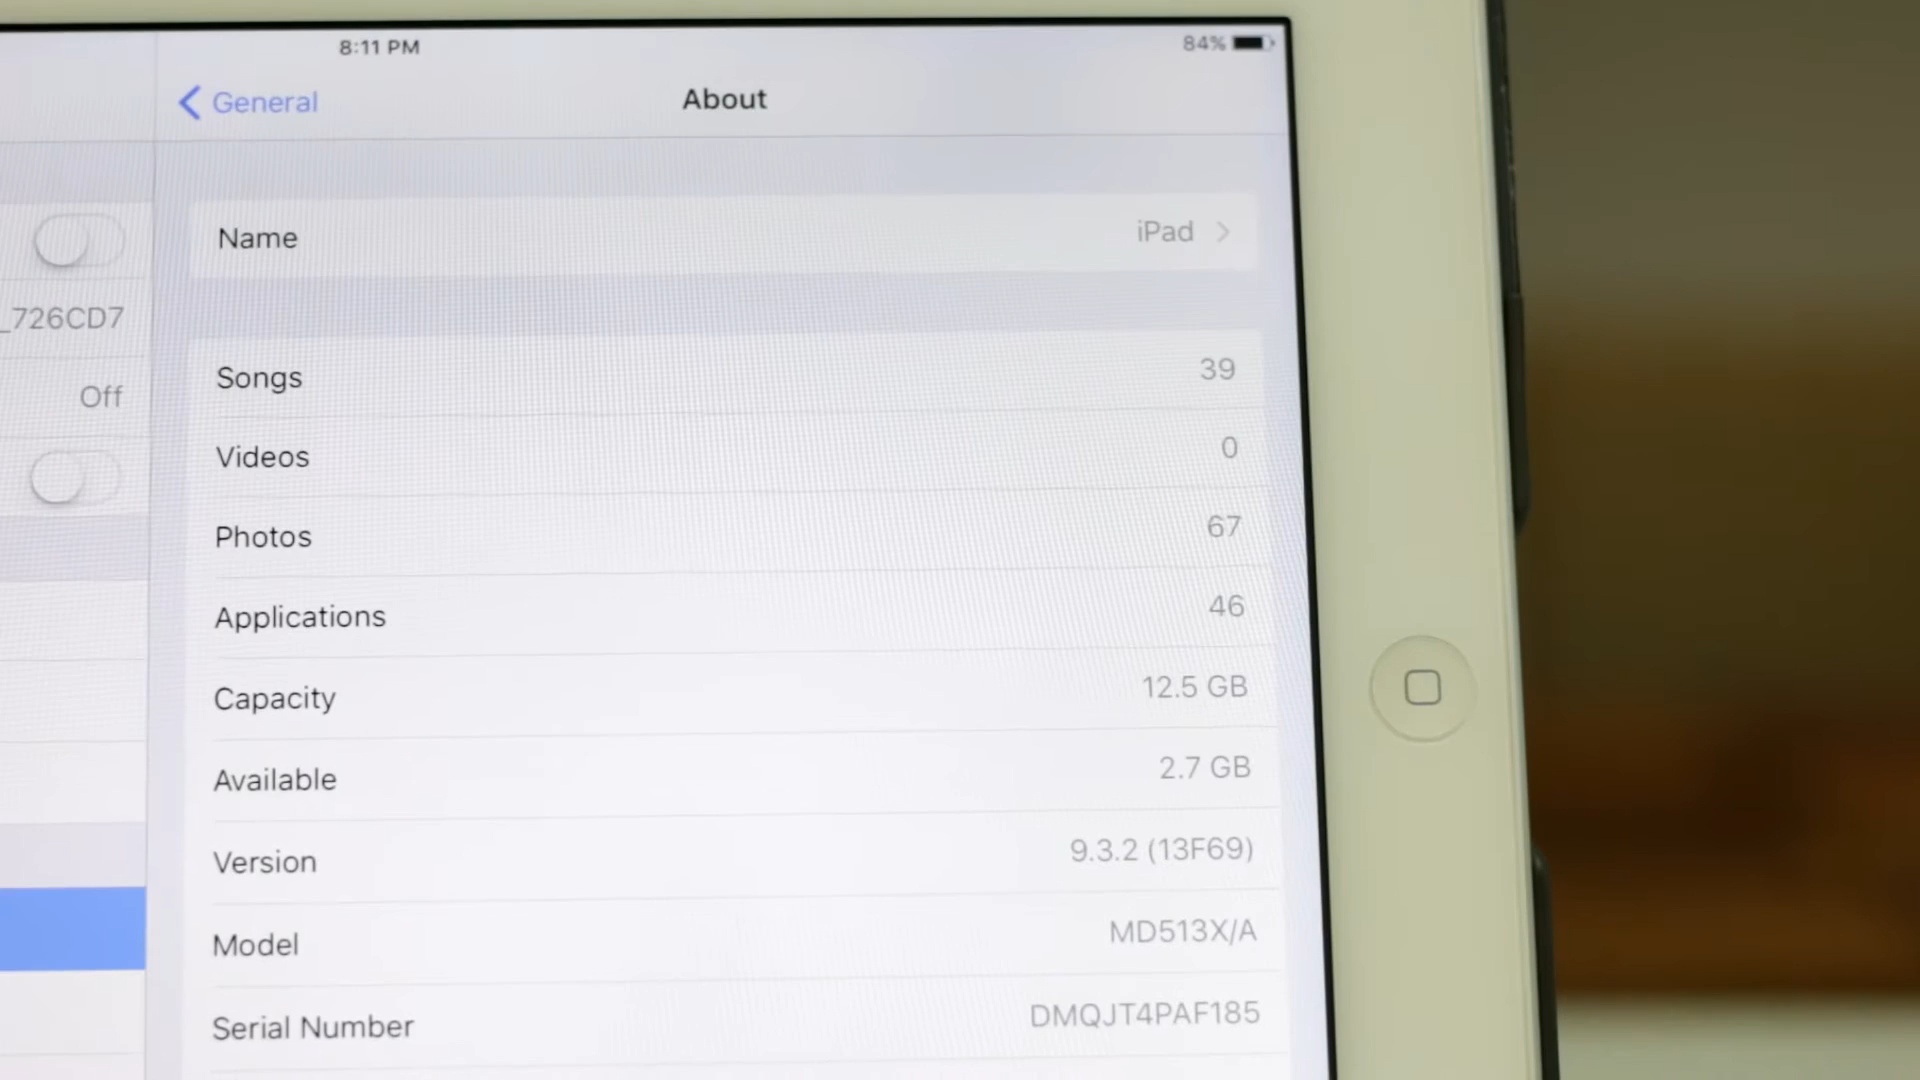 8:11 PM
84%
General
About
Name
iPad
_726CD7
Off
Songs
39
Videos
0
Photos
67
Applications
46
Capacity
12.5 GB
Available
2.7 GB
Version
9.3.2 (13F69)
Model
MD513X/A
Serial Number
DMQJT4PAF185